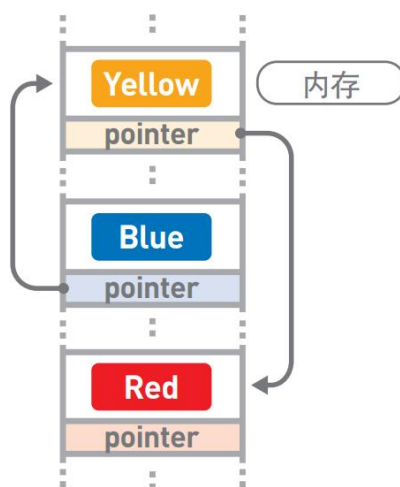 Yellow
内存
pointer
Blue
pointer
Red
pointer